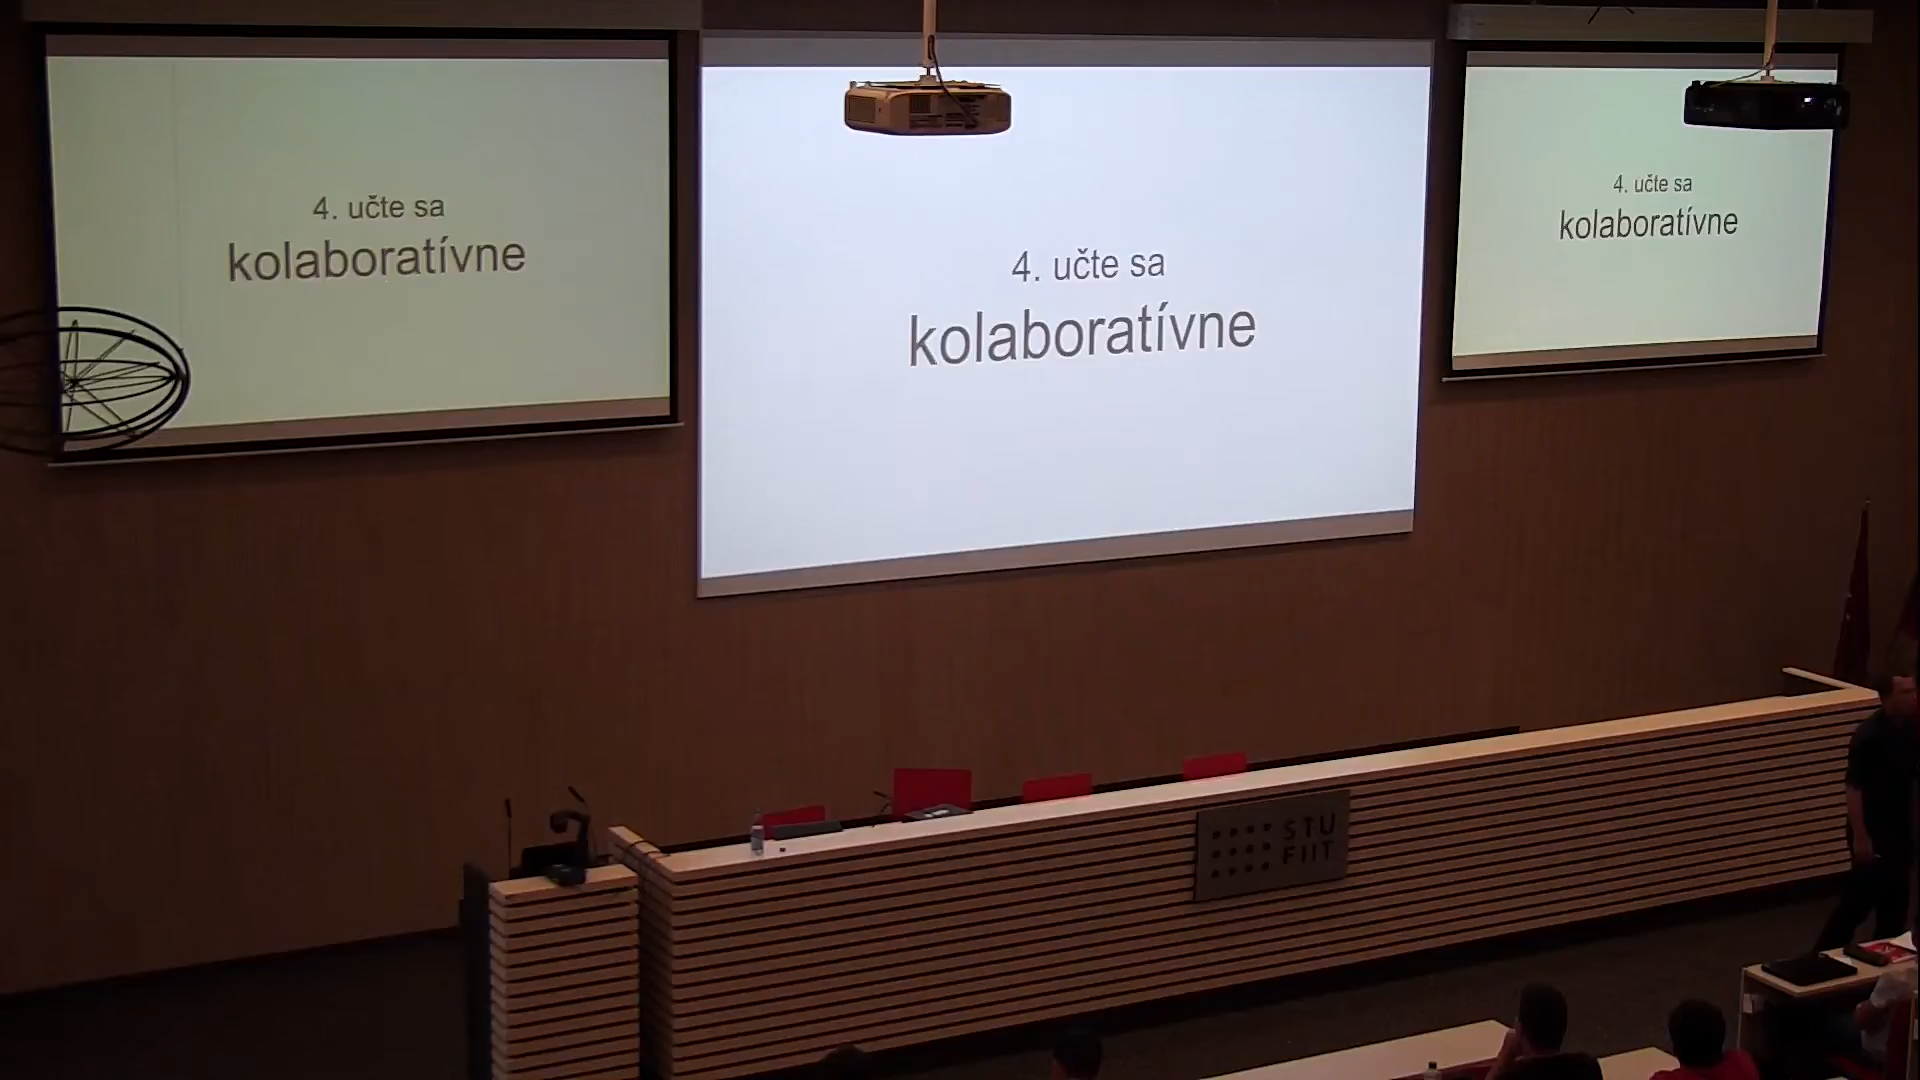 4. učte sa
kolaboratívne
4. učte sa
kolaboratívne
4. učte sa
kolaboratívne
STU
FIIT